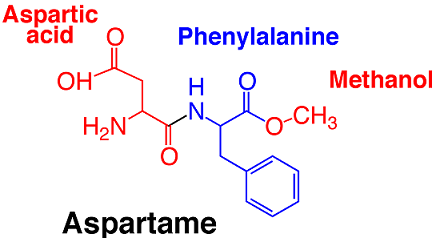 Aspartic
acid
Phenylalanine
Methanol
O
OH
H
N
O
O
CH₃
H₂N
O
Aspartame